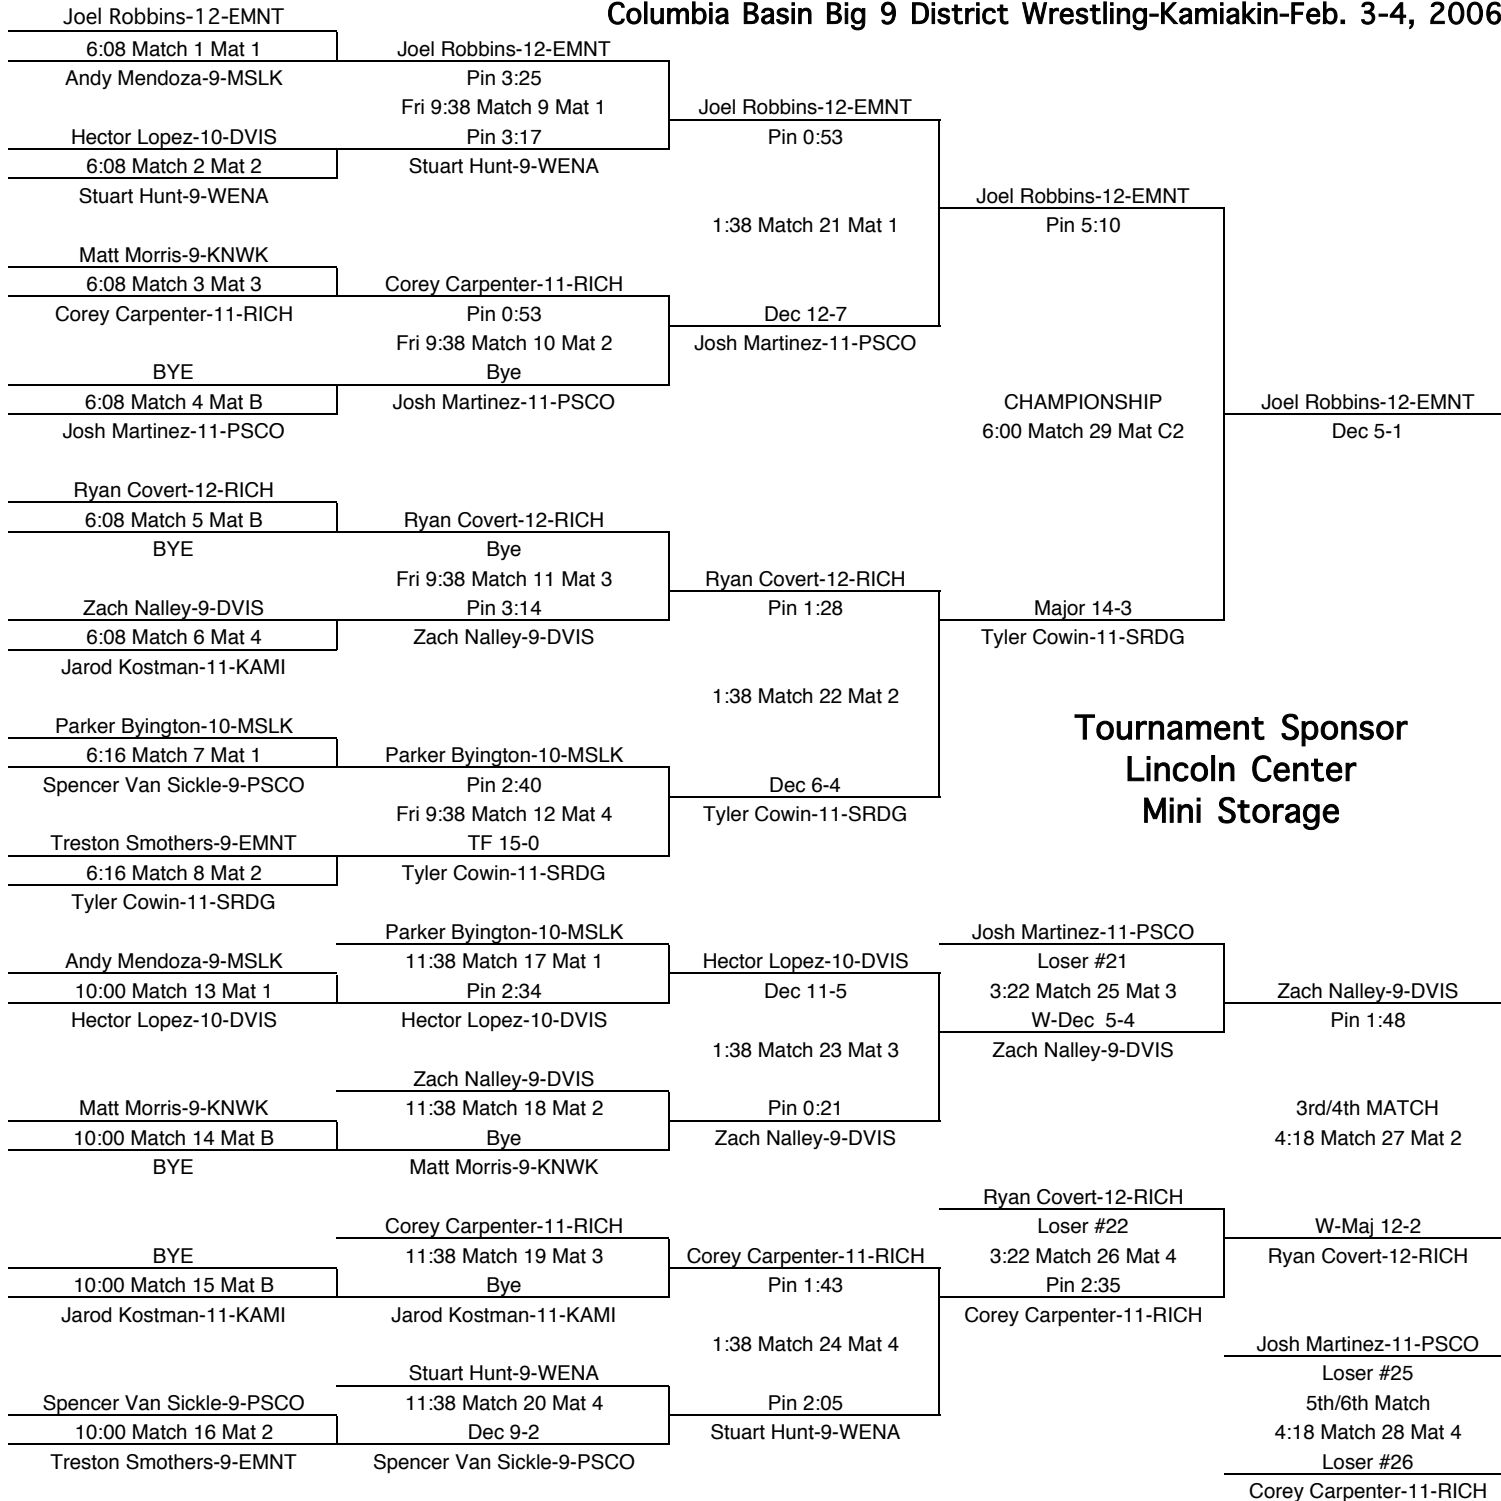 Columbia Basin Big 9 District Wrestling-Kamiakin-Feb. 3-4, 2006
Joel Robbins-12-EMNT
6:08 Match 1 Mat 1
Andy Mendoza-9-MSLK
Hector Lopez-10-DVIS
6:08 Match 2 Mat 2
Stuart Hunt-9-WENA
Matt Morris-9-KNWK
6:08 Match 3 Mat 3
Corey Carpenter-11-RICH
BYE
6:08 Match 4 Mat B
Josh Martinez-11-PSCO
Ryan Covert-12-RICH
6:08 Match 5 Mat B
BYE
Zach Nalley-9-DVIS
6:08 Match 6 Mat 4
Jarod Kostman-11-KAMI
Parker Byington-10-MSLK
6:16 Match 7 Mat 1
Spencer Van Sickle-9-PSCO
Treston Smothers-9-EMNT
6:16 Match 8 Mat 2
Tyler Cowin-11-SRDG
Joel Robbins-12-EMNT
Pin 3:25
Fri 9:38 Match 9 Mat 1
Pin 3:17
Stuart Hunt-9-WENA
Corey Carpenter-11-RICH
Pin 0:53
Fri 9:38 Match 10 Mat 2
Bye
Josh Martinez-11-PSCO
Ryan Covert-12-RICH
Bye
Fri 9:38 Match 11 Mat 3
Pin 3:14
Zach Nalley-9-DVIS
Parker Byington-10-MSLK
Pin 2:40
Fri 9:38 Match 12 Mat 4
TF 15-0
Tyler Cowin-11-SRDG
Joel Robbins-12-EMNT
Pin 0:53
1:38 Match 21 Mat 1
Dec 12-7
Josh Martinez-11-PSCO
Ryan Covert-12-RICH
Pin 1:28
1:38 Match 22 Mat 2
Dec 6-4
Tyler Cowin-11-SRDG
Joel Robbins-12-EMNT
Pin 5:10
CHAMPIONSHIP
6:00 Match 29 Mat C2
Major 14-3
Tyler Cowin-11-SRDG
Joel Robbins-12-EMNT
Dec 5-1
Tournament Sponsor
Lincoln Center
Mini Storage
Andy Mendoza-9-MSLK
10:00 Match 13 Mat 1
Hector Lopez-10-DVIS
Matt Morris-9-KNWK
10:00 Match 14 Mat B
BYE
BYE
10:00 Match 15 Mat B
Jarod Kostman-11-KAMI
Spencer Van Sickle-9-PSCO
10:00 Match 16 Mat 2
Treston Smothers-9-EMNT
Parker Byington-10-MSLK
11:38 Match 17 Mat 1
Pin 2:34
Hector Lopez-10-DVIS
Zach Nalley-9-DVIS
11:38 Match 18 Mat 2
Bye
Matt Morris-9-KNWK
Corey Carpenter-11-RICH
11:38 Match 19 Mat 3
Bye
Jarod Kostman-11-KAMI
Stuart Hunt-9-WENA
11:38 Match 20 Mat 4
Dec 9-2
Spencer Van Sickle-9-PSCO
Hector Lopez-10-DVIS
Dec 11-5
1:38 Match 23 Mat 3
Pin 0:21
Zach Nalley-9-DVIS
Corey Carpenter-11-RICH
Pin 1:43
1:38 Match 24 Mat 4
Pin 2:05
Stuart Hunt-9-WENA
Josh Martinez-11-PSCO
Loser #21
3:22 Match 25 Mat 3
W-Dec 5-4
Zach Nalley-9-DVIS
Ryan Covert-12-RICH
Loser #22
3:22 Match 26 Mat 4
Pin 2:35
Corey Carpenter-11-RICH
Zach Nalley-9-DVIS
Pin 1:48
3rd/4th MATCH
4:18 Match 27 Mat 2
W-Maj 12-2
Ryan Covert-12-RICH
Josh Martinez-11-PSCO
Loser #25
5th/6th Match
4:18 Match 28 Mat 4
Loser #26
Corey Carpenter-11-RICH